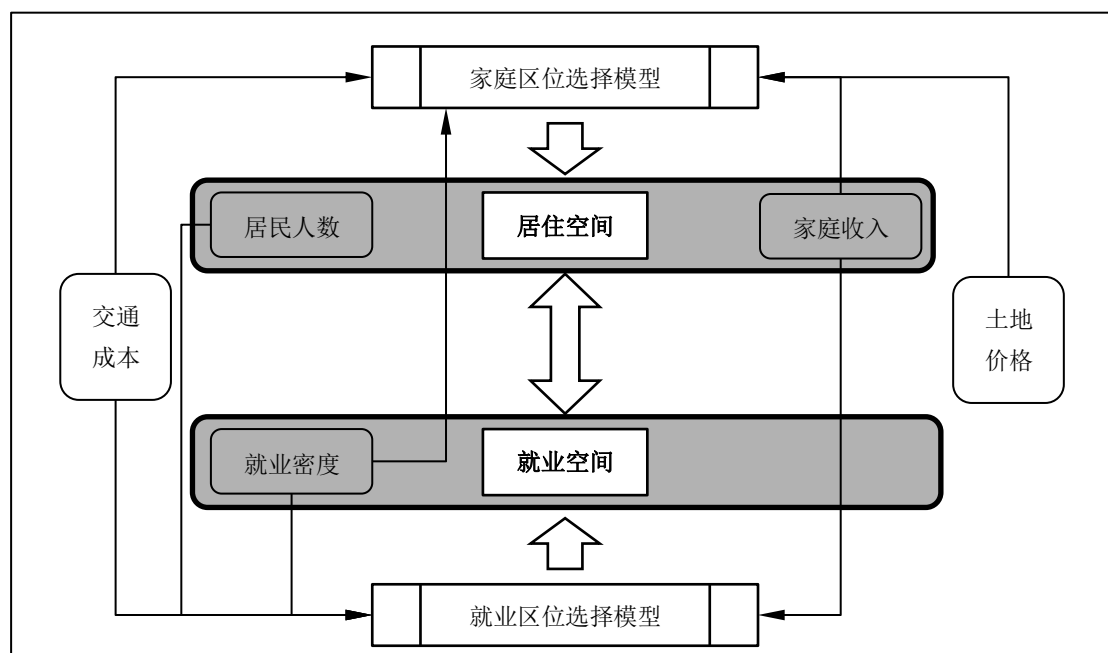 家庭区位选择模型
居民人数
居住空间
家庭收入
交通
成本
土地
价格
就业密度
就业空间
就业区位选择模型